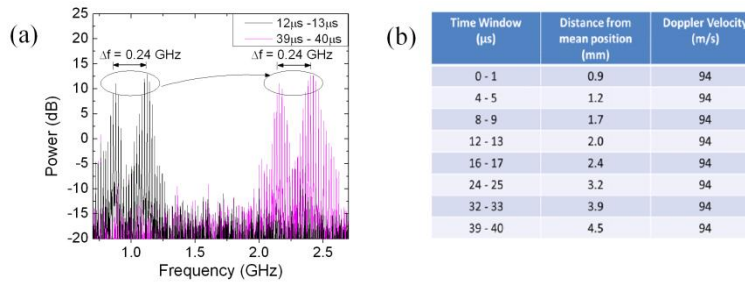 (a)
25
20
15
10
5
0
-5
-10
-15
-20
Power (dB)
12μs -13μs
39μs - 40μs
Δf = 0.24 GHz
Δf = 0.24 GHz
1.0 1.5 2.0 2.5
Frequency (GHz)
(b)
Time Window (μs) Distance from mean position (mm) Doppler Velocity (m/s)
0 - 1 0.9 94
4 - 5 1.2 94
8 - 9 1.7 94
12 - 13 2.0 94
16 - 17 2.4 94
24 - 25 3.2 94
32 - 33 3.9 94
39 - 40 4.5 94